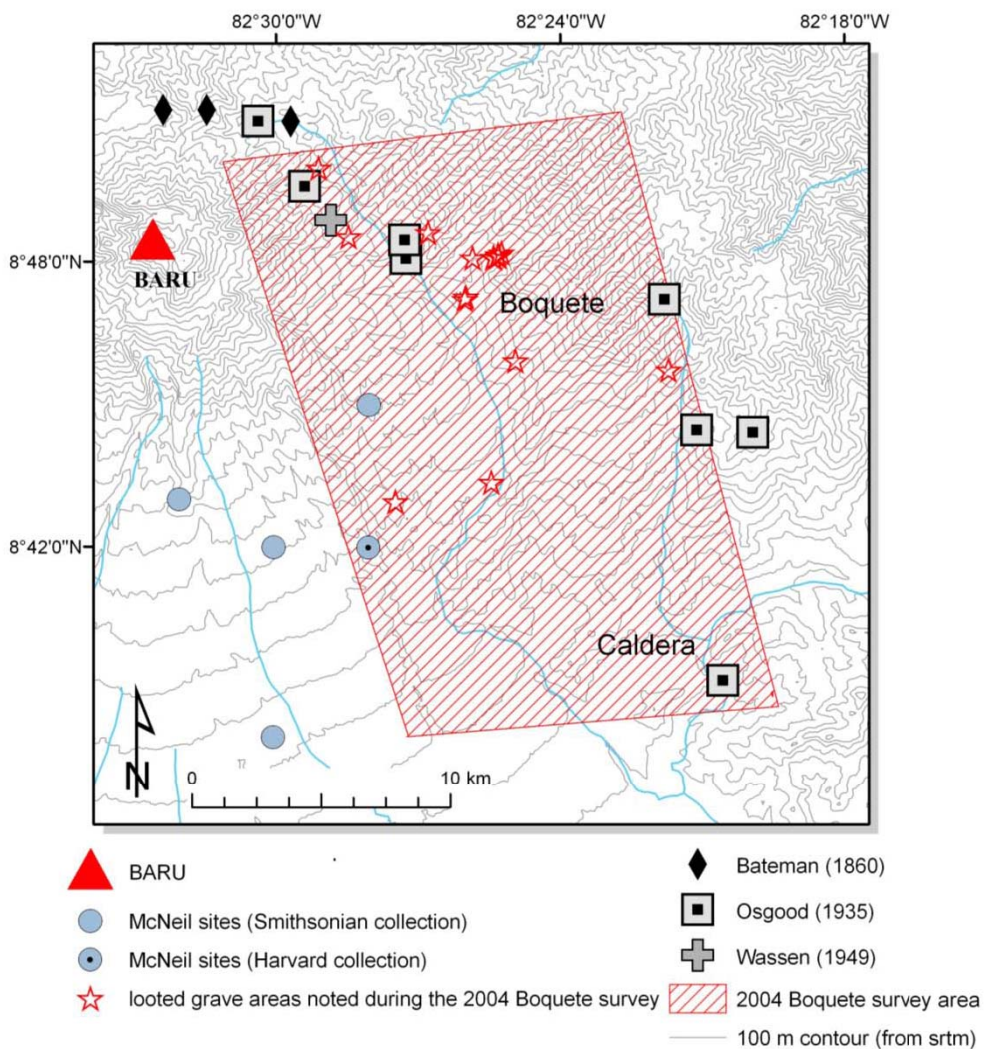 82°30'0"W 82°24'0"W 82°18'0"W
8°48'0"N
BARU
Boquete
8°42'0"N
Caldera
N
0 10 km
BARU
McNeil sites (Smithsonian collection)
McNeil sites (Harvard collection)
looted grave areas noted during the 2004 Boquete survey
Bateman (1860)
Osgood (1935)
Wassen (1949)
2004 Boquete survey area
100 m contour (from srtm)